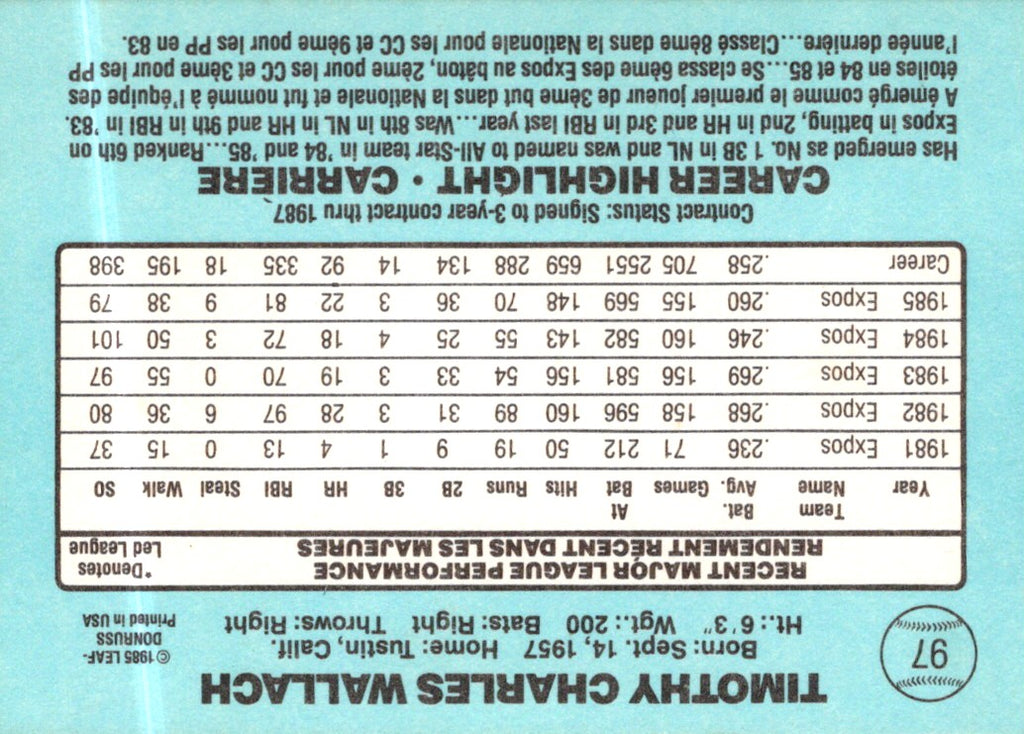 97
TIMOTHY CHARLES WALLACH
Born: Sept. 14, 1957 Home: Tustin, Calif.
Ht.: 6'3" Wgt.: 200 Bats: Right Throws: Right
© 1985 LEAF-
DONRUSS
Printed in USA
RECENT MAJOR LEAGUE PERFORMANCE
RENDEMENT RÉCENT DANS LES MAJEURES
*Denotes
Led League
Year Team Name Bat. Avg. Games At Bat Hits Runs 2B 3B HR RBI Steal Walk SO
1981 Expos .236 71 212 50 19 9 1 4 13 0 15 37
1982 Expos .268 158 596 160 89 31 3 28 97 6 36 80
1983 Expos .269 156 581 156 54 33 3 19 70 0 55 97
1984 Expos .246 160 582 143 55 25 4 18 72 3 50 101
1985 Expos .260 155 569 148 70 36 3 22 81 9 38 79
Career .258 705 2551 659 288 134 14 92 335 18 195 398
Contract Status: Signed to 3-year contract thru 1987
CAREER HIGHLIGHT • CARRIERE
Has emerged as No. 1 3B in NL and was named to All-Star team in '84 and '85...Ranked 6th on
Expos in batting, 2nd in HR and 3rd in RBI last year...Was 8th in NL in HR and 9th in RBI in '83.
A émergé comme le premier joueur de 3ème but dans la Nationale et fut nommé à l'équipe des
étoiles en 84 et 85...Se classa 6ème des Expos au bâton, 2ème pour les CC et 3ème pour les PP
l'année dernière...Classé 8ème dans la Nationale pour les CC et 9ème pour les PP en 83.